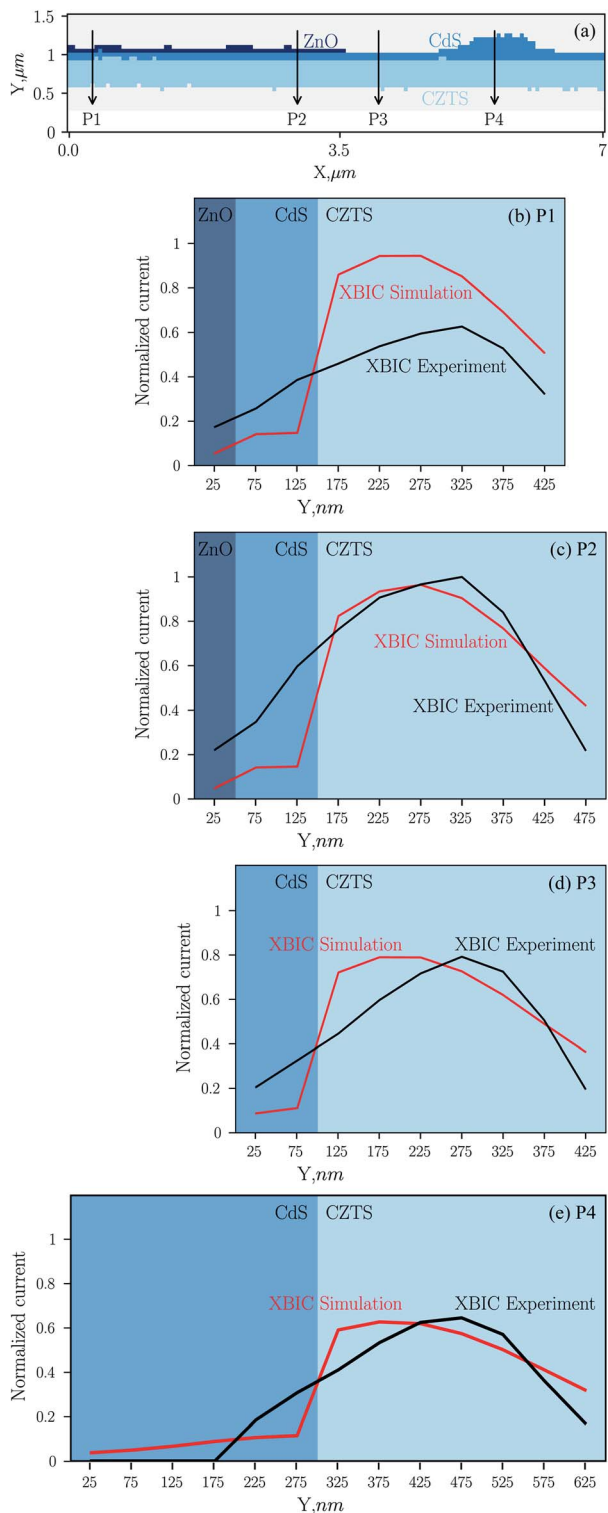 1.5
(a)
ZnO
CdS
1
Y,μm
0.5
CZTS
P1
P2
P3
P4
0
0.0
3.5
7
X,μm
ZnO
CdS
CZTS
(b) P1
1
XBIC Simulation
0.8
0.6
XBIC Experiment
0.4
0.2
0
Normalized current
25 75 125 175 225 275 325 375 425
Y,nm
ZnO
CdS
CZTS
(c) P2
1
0.8
XBIC Simulation
0.6
XBIC Experiment
0.4
0.2
0
Normalized current
25 75 125 175 225 275 325 375 425 475
Y,nm
CdS
CZTS
(d) P3
1
XBIC Simulation
XBIC Experiment
0.8
0.6
0.4
0.2
0
Normalized current
25 75 125 175 225 275 325 375 425
Y,nm
CdS
CZTS
(e) P4
1
0.8
XBIC Simulation
XBIC Experiment
0.6
0.4
0.2
0
Normalized current
25 75 125 175 225 275 325 375 425 475 525 575 625
Y,nm